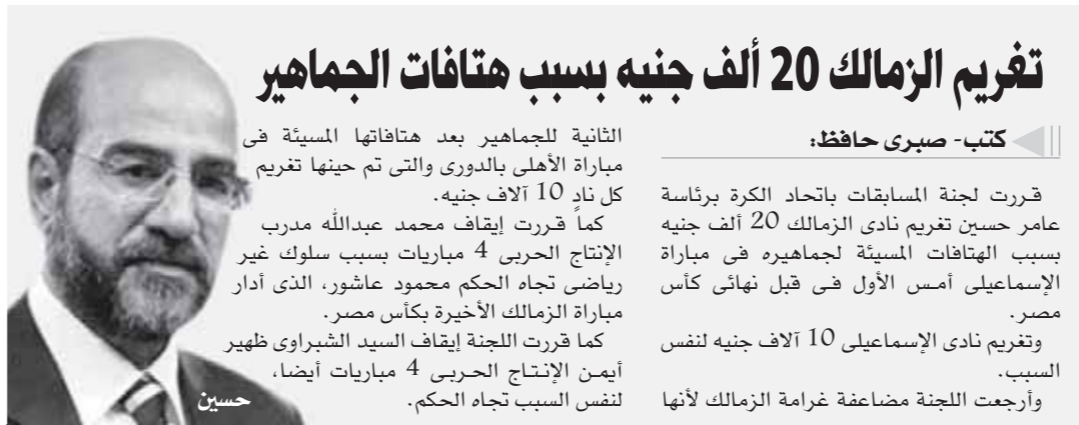 تغريم الزمالك 20 ألف جنيه بسبب هتافات الجماهير
كتب- صبرى حافظ:
قررت لجنة المسابقات باتحاد الكرة برئاسة
عامر حسين تغريم نادى الزمالك 20 ألف جنيه
بسبب الهتافات المسيئة لجماهيره فى مباراة
الإسماعيلى أمس الأول فى قبل نهائى كأس
مصر.
وتغريم نادى الإسماعيلى 10 آلاف جنيه لنفس
السبب.
وأرجعت اللجنة مضاعفة غرامة الزمالك لأنها
الثانية للجماهير بعد هتافاتها المسيئة فى
مباراة الأهلى بالدورى والتى تم حينها تغريم
كل نادٍ 10 آلاف جنيه.
كما قررت إيقاف محمد عبدالله مدرب
الإنتاج الحربى 4 مباريات بسبب سلوك غير
رياضى تجاه الحكم محمود عاشور، الذى أدار
مباراة الزمالك الأخيرة بكأس مصر.
كما قررت اللجنة إيقاف السيد الشبراوى ظهير
أيمن الإنتاج الحربى 4 مباريات أيضا،
لنفس السبب تجاه الحكم.
حسين